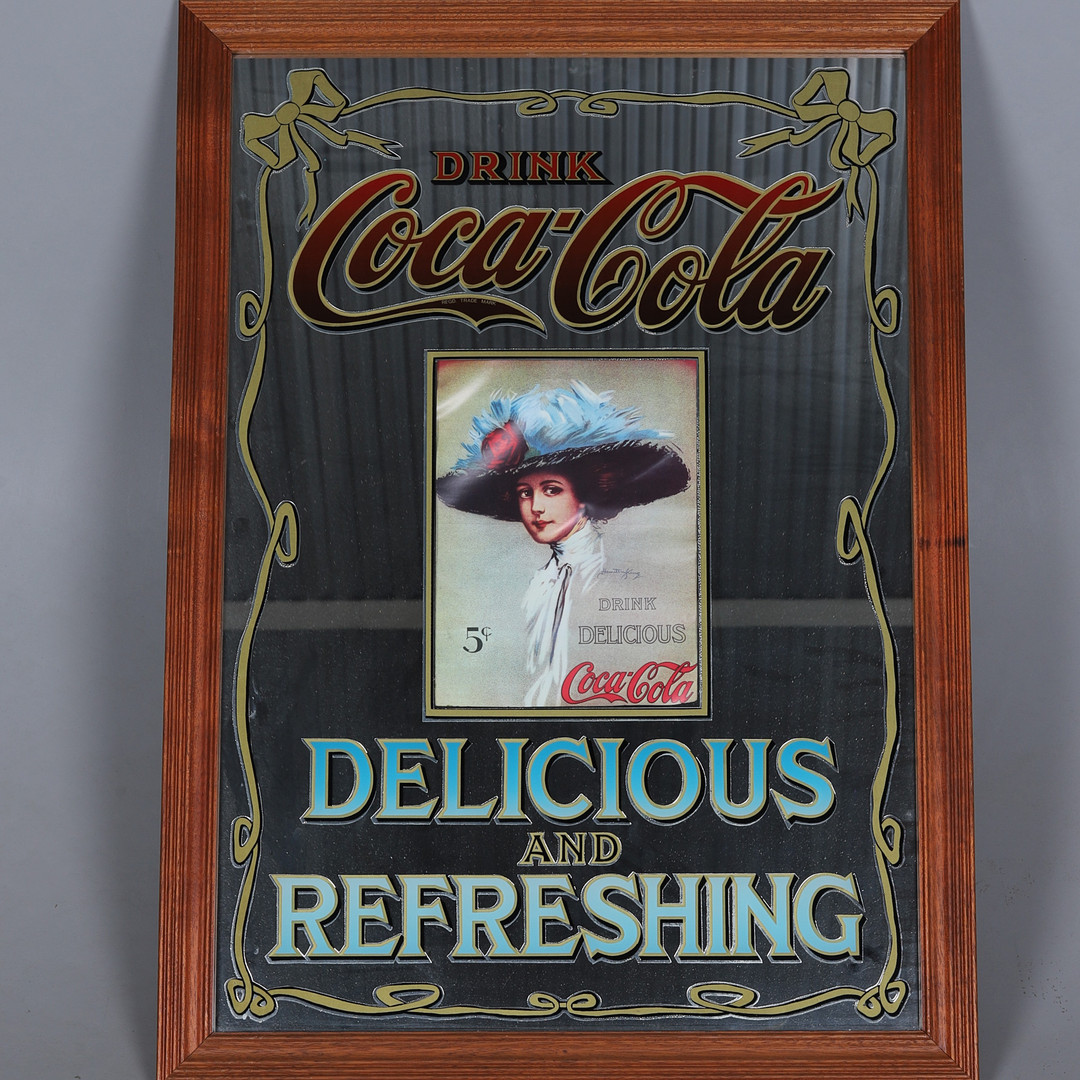 DRINK
Coca-Cola
REGD. TRADE MARK
DRINK
5¢
DELICIOUS
Coca-Cola
DELICIOUS
AND
REFRESHING